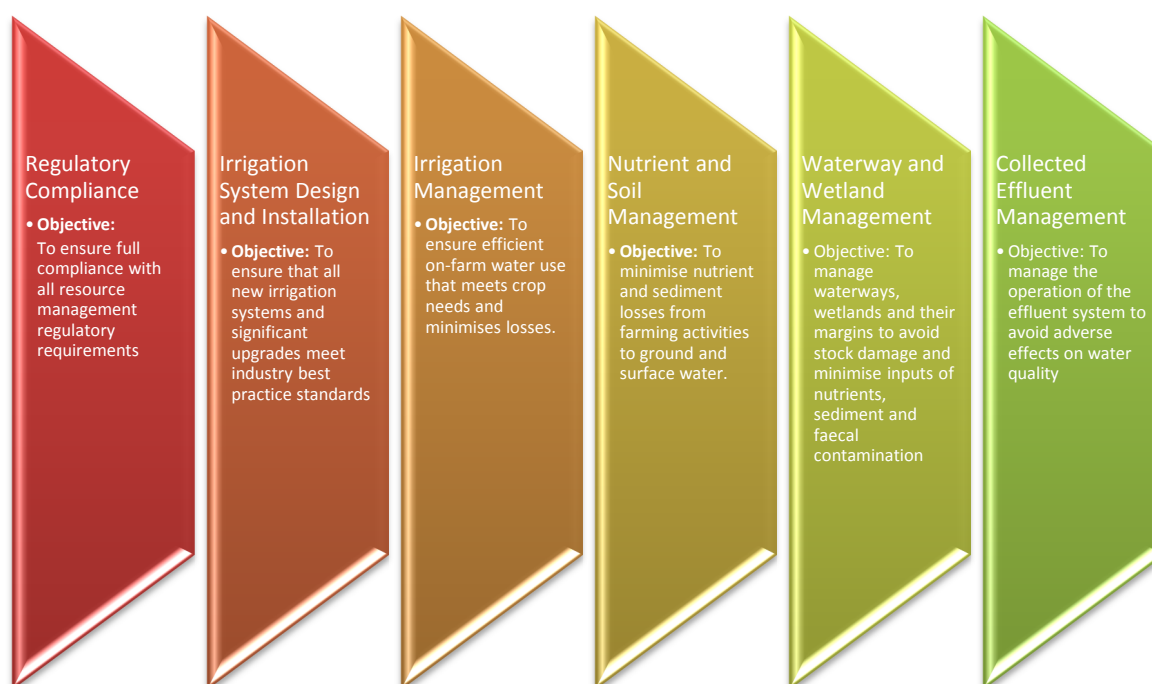 Regulatory
Compliance
• Objective:
To ensure full
compliance with
all resource
management
regulatory
requirements
Irrigation
System Design
and Installation
• Objective: To
ensure that all
new irrigation
systems and
significant
upgrades meet
industry best
practice standards
Irrigation
Management
• Objective: To
ensure efficient
on-farm water use
that meets crop
needs and
minimises losses.
Nutrient and
Soil
Management
• Objective: To
minimise nutrient
and sediment
losses from
farming activities
to ground and
surface water.
Waterway and
Wetland
Management
• Objective: To
manage
waterways,
wetlands and their
margins to avoid
stock damage and
minimise inputs of
nutrients,
sediment and
faecal
contamination
Collected
Effluent
Management
• Objective: To
manage the
operation of the
effluent system to
avoid adverse
effects on water
quality